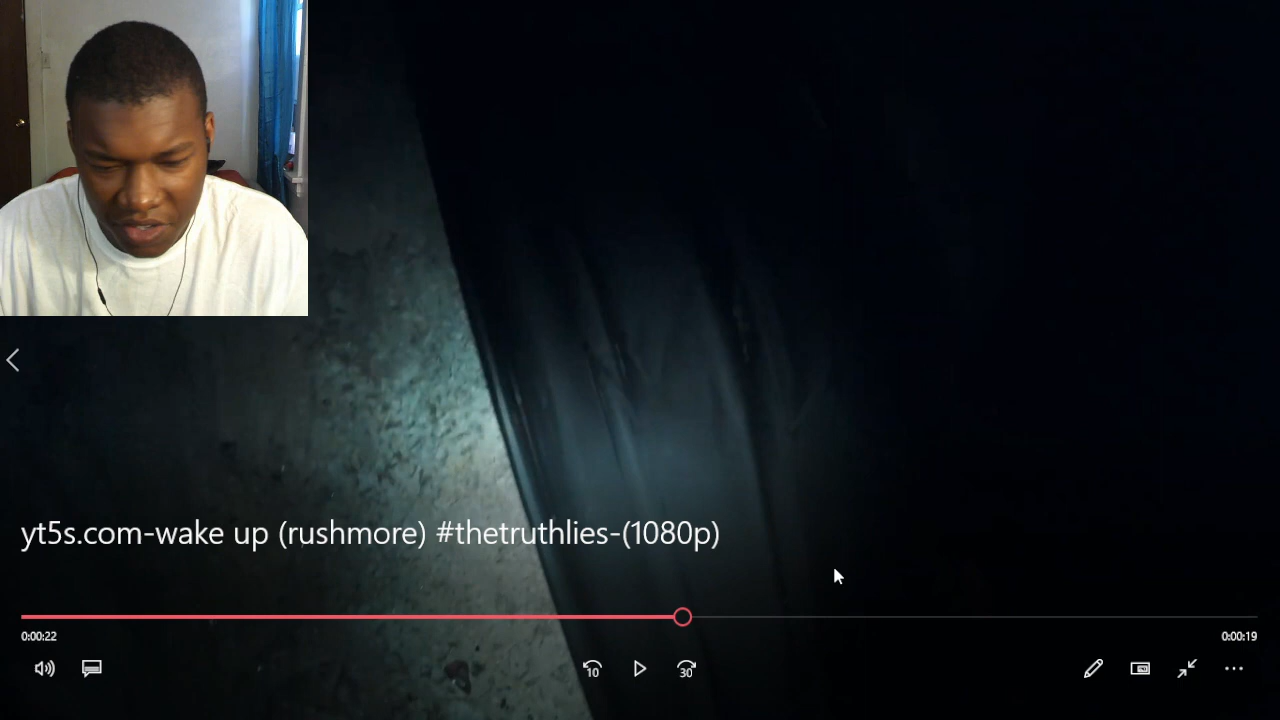 yt5s.com-wake up (rushmore) #thetruthlies-(1080p)
0:00:22
0:00:19
10
30